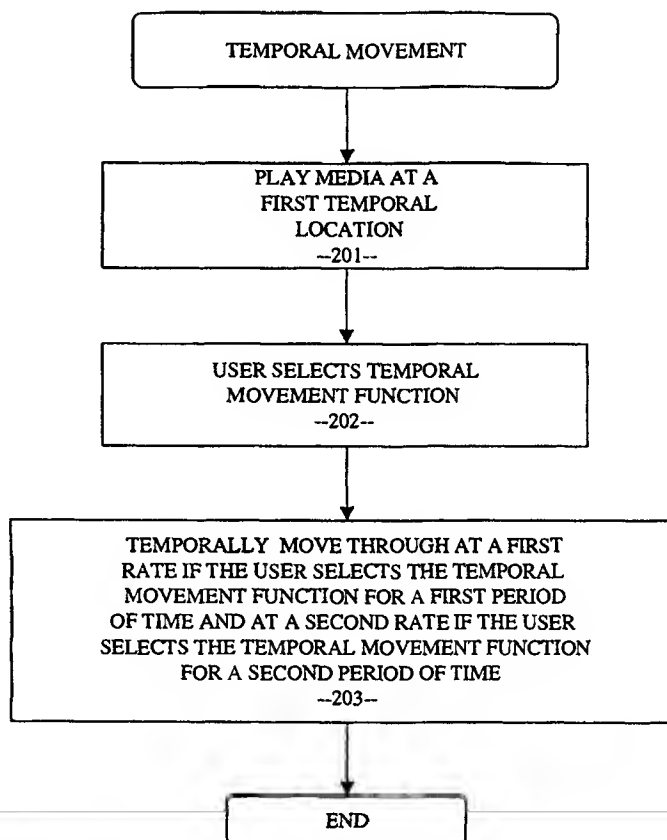 TEMPORAL MOVEMENT
PLAY MEDIA AT A
FIRST TEMPORAL
LOCATION
--201--
USER SELECTS TEMPORAL
MOVEMENT FUNCTION
--202--
TEMPORALLY MOVE THROUGH AT A FIRST
RATE IF THE USER SELECTS THE TEMPORAL
MOVEMENT FUNCTION FOR A FIRST PERIOD
OF TIME AND AT A SECOND RATE IF THE USER
SELECTS THE TEMPORAL MOVEMENT FUNCTION
FOR A SECOND PERIOD OF TIME
--203--
END